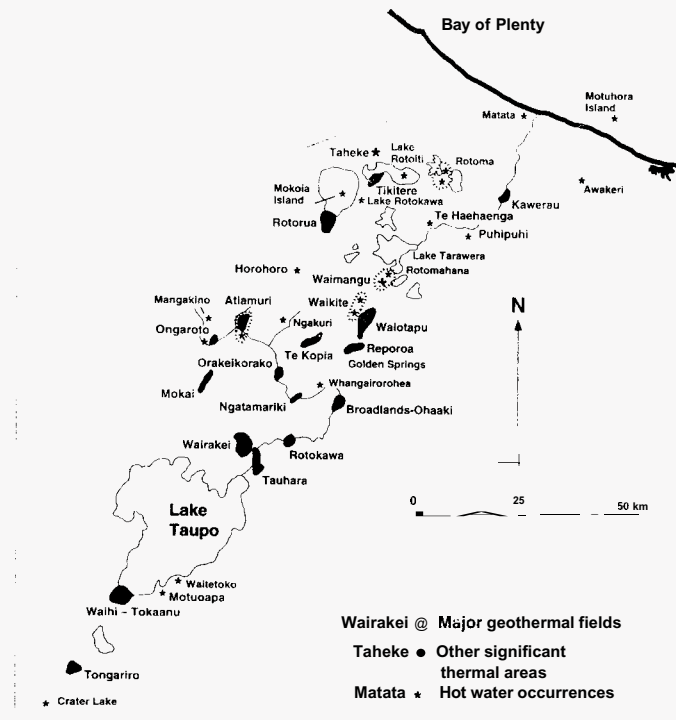 Bay of Plenty
Motuhora
Island
Matata
Taheke
Lake
Rotoiti
Rotoma
Tikitere
Mokoia
Island
Lake Rotokawa
Awakeri
Kawerau
Rotorua
Te Haehaenga
Puhipuhi
Lake Tarawera
Horohoro
Rotomahana
Waimangu
Mangakino
Atiamuri
Waikite
N
Ongaroto
Ngakuri
Waiotapu
Te Kopia
Reporoa
Orakeikorako
Golden Springs
Mokai
Whangairorohea
Ngatamariki
Broadlands-Ohaaki
Wairakei
Rotokawa
Tauhara
0 25 50 km
Lake
Taupo
Waitetoko
Motuoapa
Waihi - Tokaanu
Wairakei @ Major geothermal fields
Taheke Other significant
thermal areas
Matata Hot water occurrences
Tongariro
Crater Lake